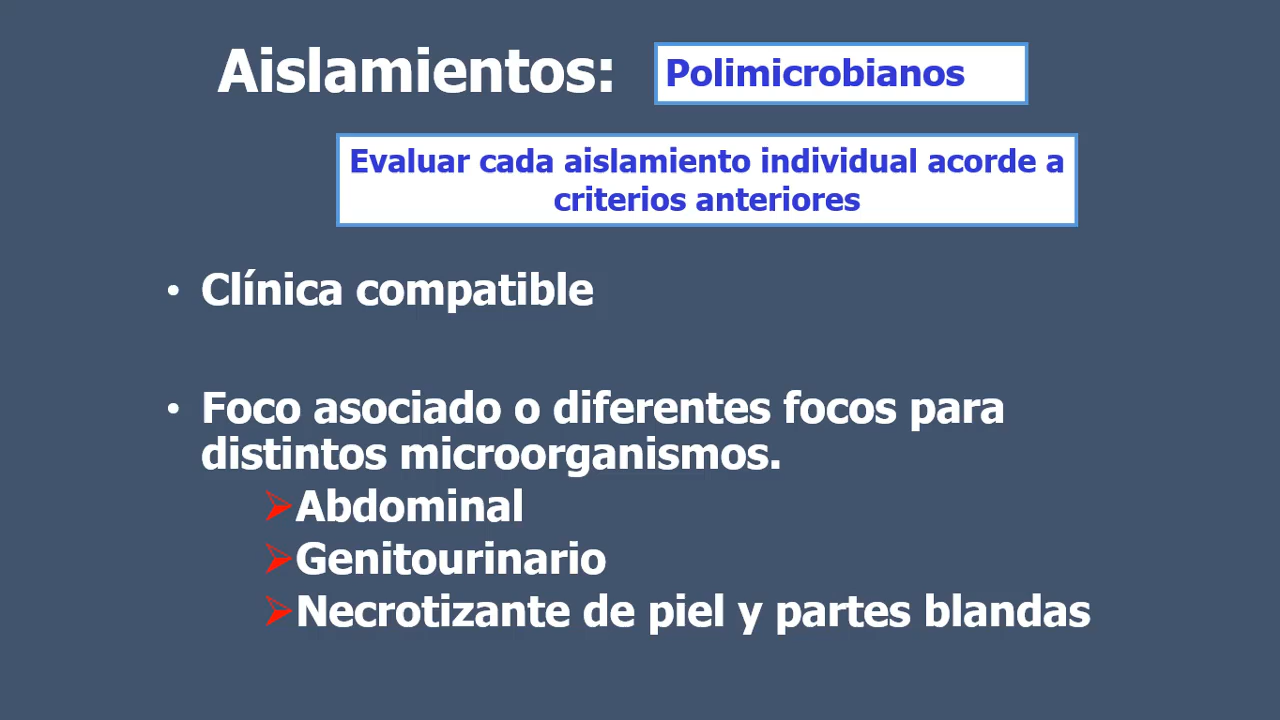 Aislamientos: Polimicrobianos
Evaluar cada aislamiento individual acorde a
criterios anteriores
• Clínica compatible
• Foco asociado o diferentes focos para
distintos microorganismos.
➢Abdominal
➢Genitourinario
➢Necrotizante de piel y partes blandas